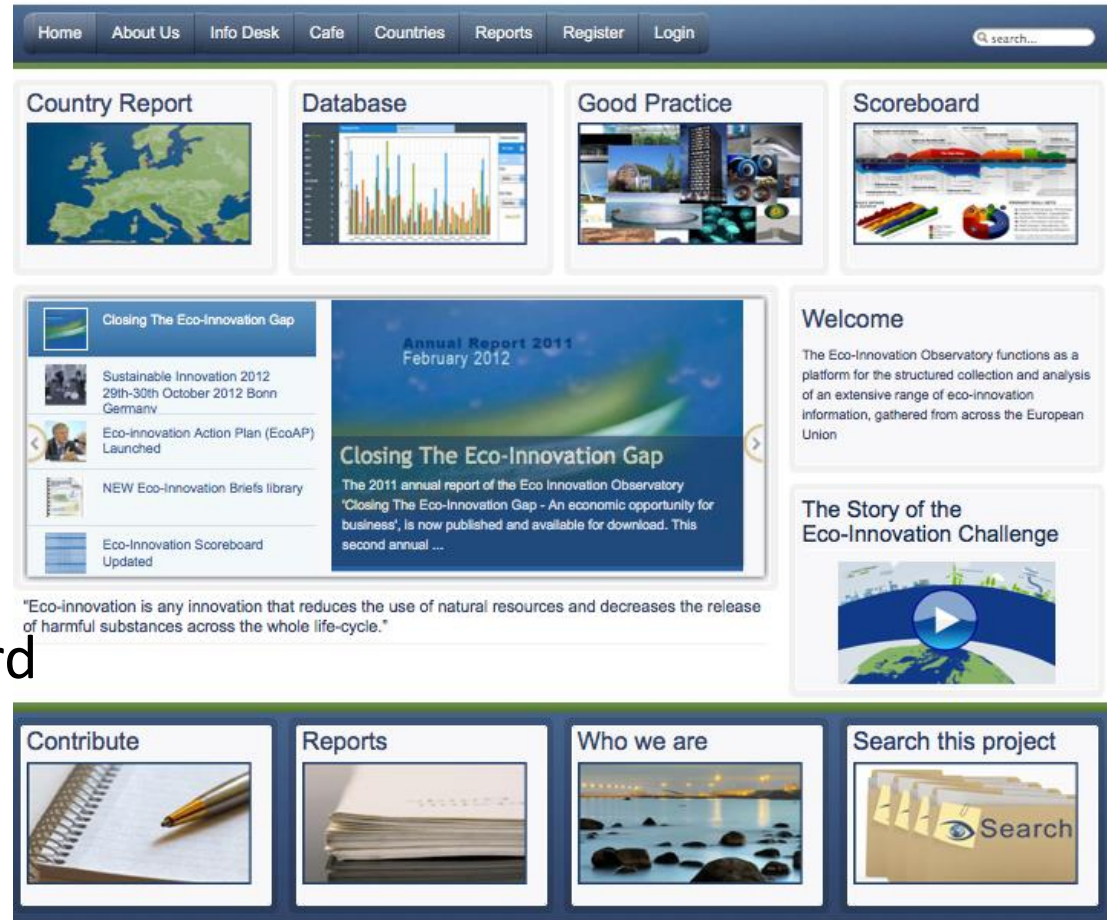 Home About Us Info Desk Cafe Countries Reports Register Login
search...
Country Report
Database
Good Practice
Scoreboard
Closing The Eco-Innovation Gap
Sustainable Innovation 2012
29th-30th October 2012 Bonn
Germany
Eco-innovation Action Plan (EcoAP)
Launched
NEW Eco-Innovation Briefs library
Eco-Innovation Scoreboard
Updated
Annual Report 2011
February 2012
Closing The Eco-Innovation Gap
The 2011 annual report of the Eco Innovation Observatory
'Closing The Eco-Innovation Gap - An economic opportunity for
business', is now published and available for download. This
second annual ...
Welcome
The Eco-Innovation Observatory functions as a
platform for the structured collection and analysis
of an extensive range of eco-innovation
information, gathered from across the European
Union
The Story of the
Eco-Innovation Challenge
"Eco-innovation is any innovation that reduces the use of natural resources and decreases the release
of harmful substances across the whole life-cycle."
rd
Contribute
Reports
Who we are
Search this project
Search